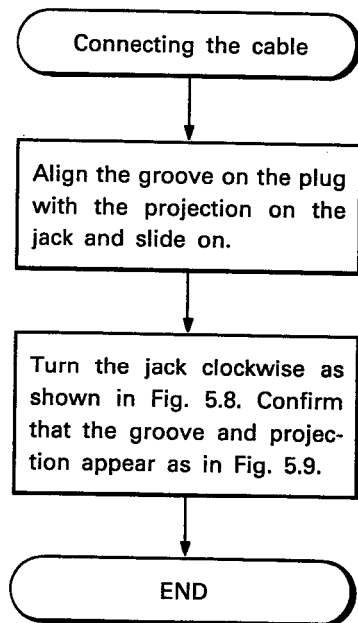 Connecting the cable
Align the groove on the plug
with the projection on the
jack and slide on.
Turn the jack clockwise as
shown in Fig. 5.8. Confirm
that the groove and projec-
tion appear as in Fig. 5.9.
END